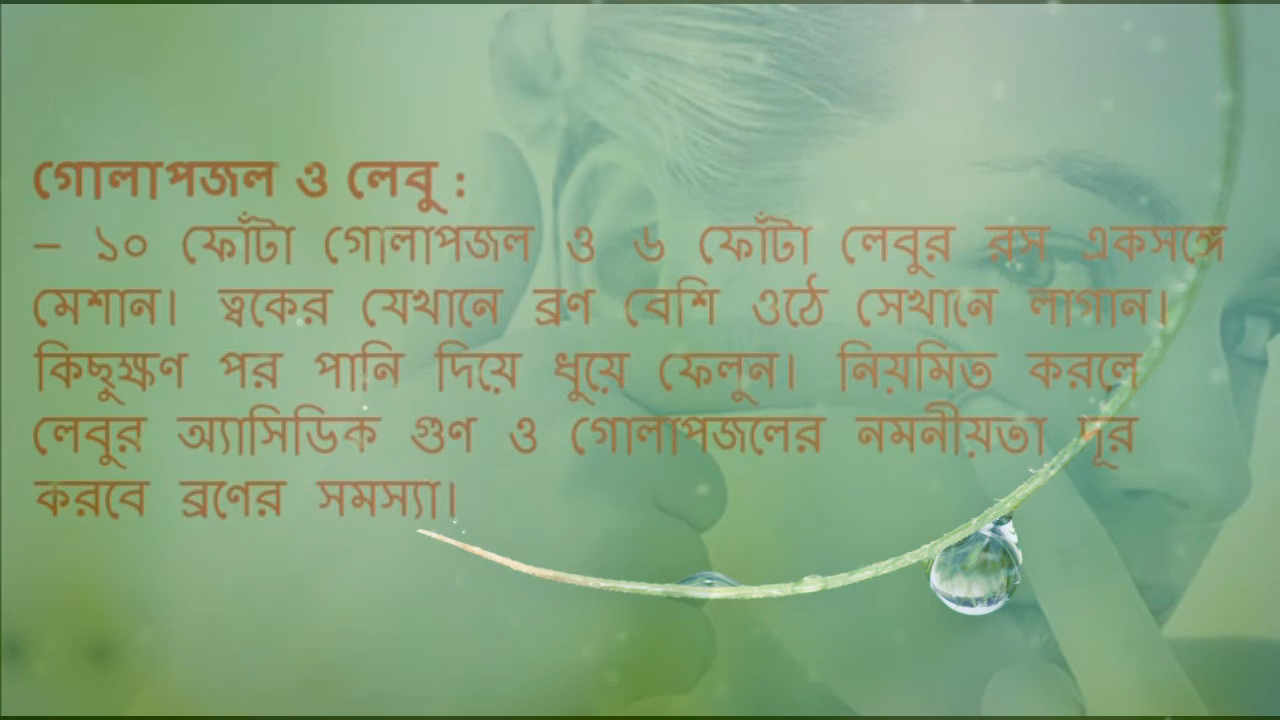 গোলাপজল ও লেবু :
– ১০ ফোঁটা গোলাপজল ও ৬ ফোঁটা লেবুর রস একসঙ্গে
মেশান। ত্বকের যেখানে ব্রণ বেশি ওঠে সেখানে লাগান।
কিছুক্ষণ পর পানি দিয়ে ধুয়ে ফেলুন। নিয়মিত করলে
লেবুর অ্যাসিডিক গুণ ও গোলাপজলের নমনীয়তা দূর
করবে ব্রণের সমস্যা।